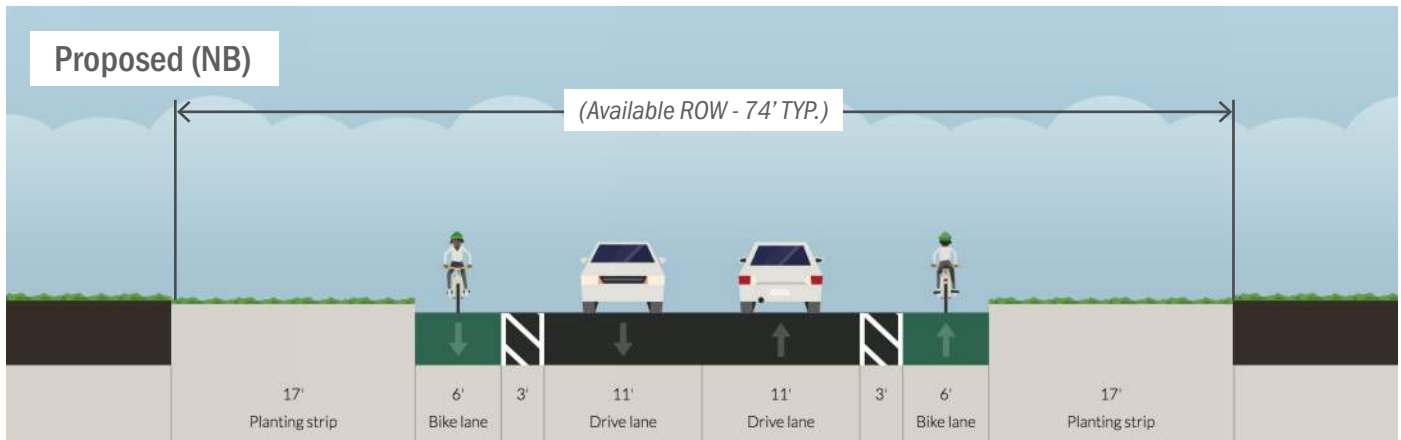 Proposed (NB)
(Available ROW - 74’ TYP.)
17' 6' 3' 11' 11' 3' 6' 17'
Planting strip Bike lane Drive lane Drive lane Bike lane Planting strip